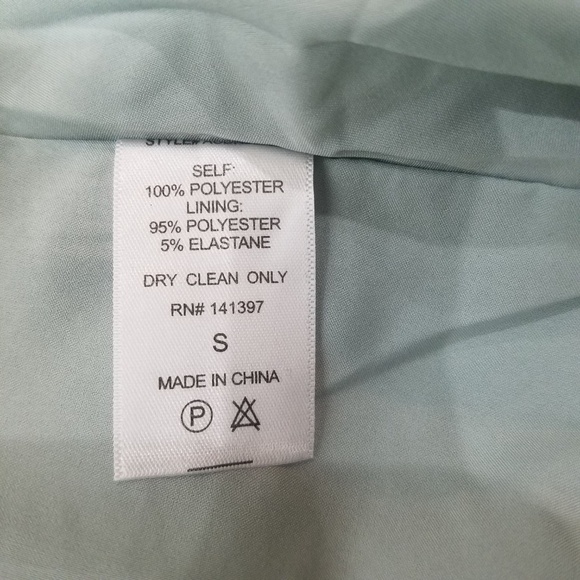 SELF:
100% POLYESTER
LINING:
95% POLYESTER
5% ELASTANE
DRY CLEAN ONLY
RN# 141397
S
MADE IN CHINA
P